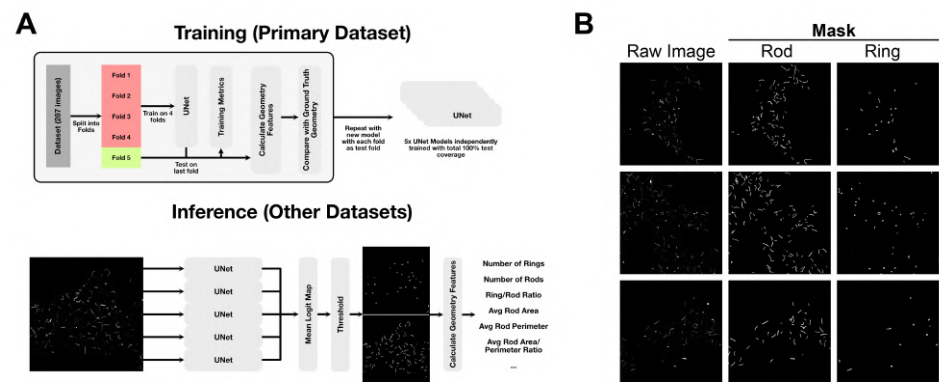 A
Training (Primary Dataset)
Dataset (287 images)
Split into
Folds
Fold 1
Fold 2
Fold 3
Fold 4
Fold 5
Train on 4
folds
Test on
last fold
UNet
Training Metrics
Calculate Geometry
Features
Compare with Ground Truth
Geometry
Repeat with
new model
with each fold
as test fold
UNet
5x UNet Models independently
trained with total 100% test
coverage
Inference (Other Datasets)
UNet
UNet
UNet
UNet
UNet
Mean Logit Map
Threshold
Calculate Geometry Features
Number of Rings
Number of Rods
Ring/Rod Ratio
Avg Rod Area
Avg Rod Perimeter
Avg Rod Area/
Perimeter Ratio
...
B
Mask
Raw Image
Rod
Ring